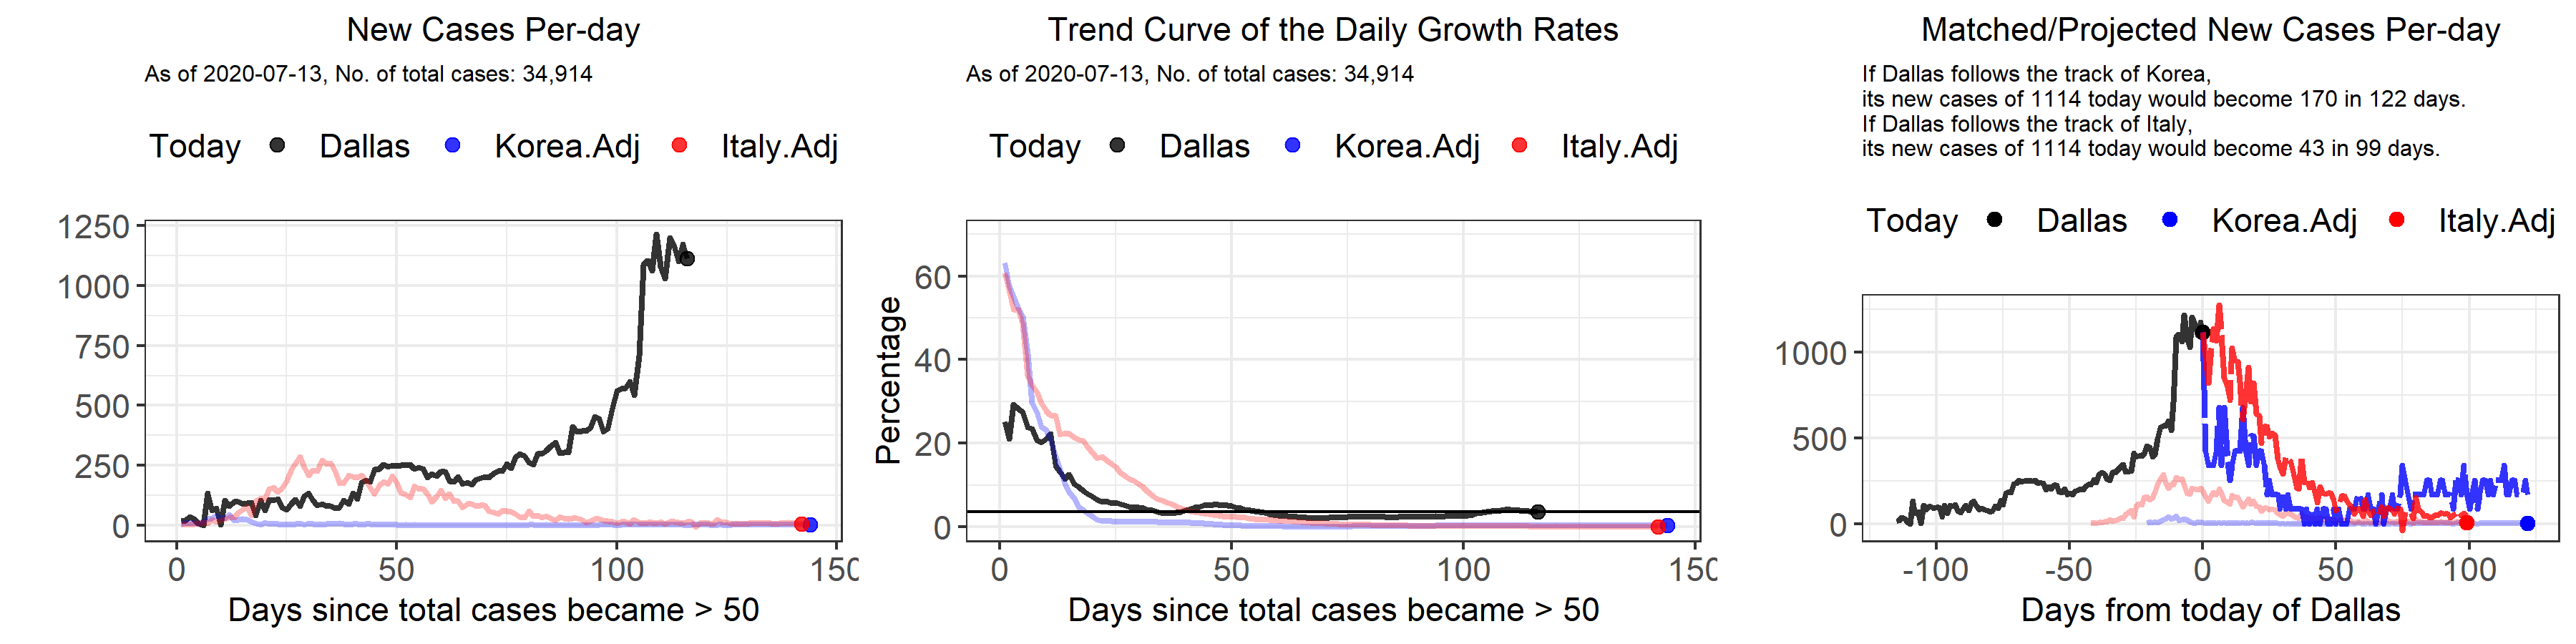 New Cases Per-day
As of 2020-07-13, No. of total cases: 34,914
Today Dallas Korea.Adj Italy.Adj
1250
1000
750
500
250
0
0 50 100 150
Days since total cases became > 50
Trend Curve of the Daily Growth Rates
As of 2020-07-13, No. of total cases: 34,914
Today Dallas Korea.Adj Italy.Adj
Percentage
60
40
20
0
0 50 100 150
Days since total cases became > 50
Matched/Projected New Cases Per-day
If Dallas follows the track of Korea,
its new cases of 1114 today would become 170 in 122 days.
If Dallas follows the track of Italy,
its new cases of 1114 today would become 43 in 99 days.
Today Dallas Korea.Adj Italy.Adj
1000
500
0
-100 -50 0 50 100
Days from today of Dallas